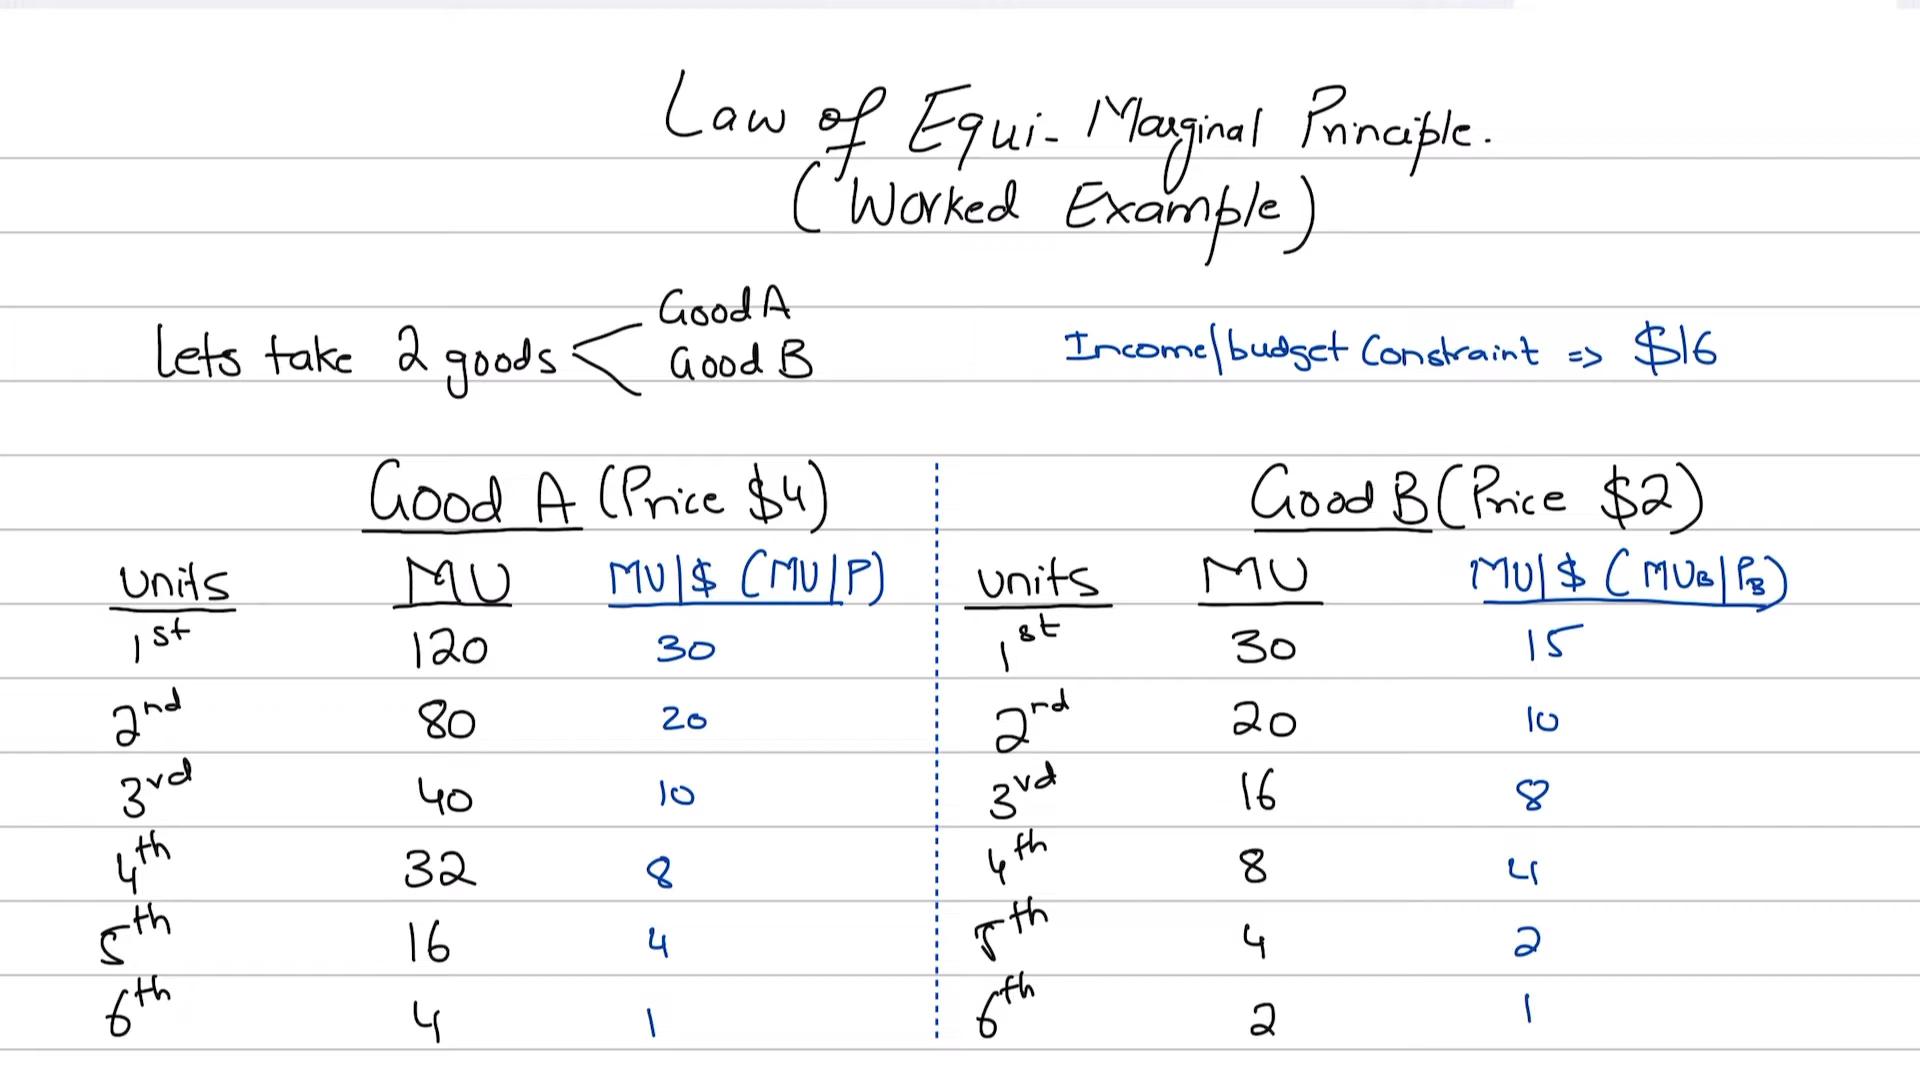 Law of Equi-Marginal Principle.
(Worked Example)
Lets take 2 goods
Good A
Good B
Income/budget Constraint => $16
Good A (Price $4)
Good B (Price $2)
units MU MU/$ (MU/P) units MU MU/$ (MUB/PB)
1st 120 30 1st 30 15
2nd 80 20 2nd 20 10
3rd 40 10 3rd 16 8
4th 32 8 4th 8 4
5th 16 4 5th 4 2
6th 4 1 6th 2 1